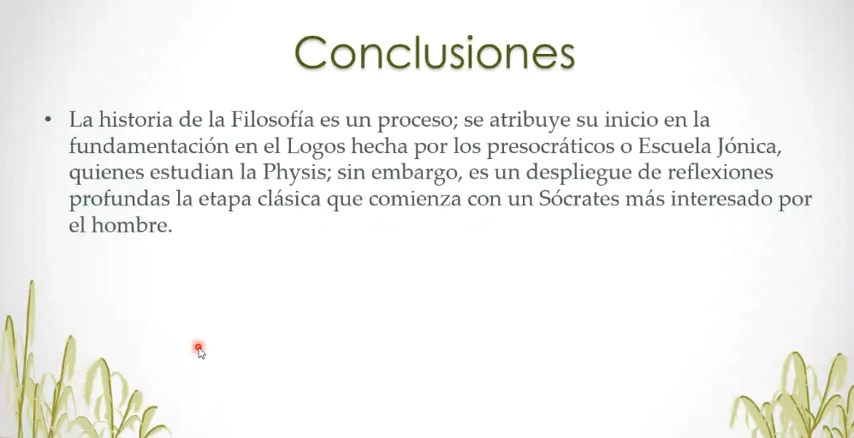 Conclusiones
• La historia de la Filosofía es un proceso; se atribuye su inicio en la
fundamentación en el Logos hecha por los presocráticos o Escuela Jónica,
quienes estudian la Physis; sin embargo, es un despliegue de reflexiones
profundas la etapa clásica que comienza con un Sócrates más interesado por
el hombre.